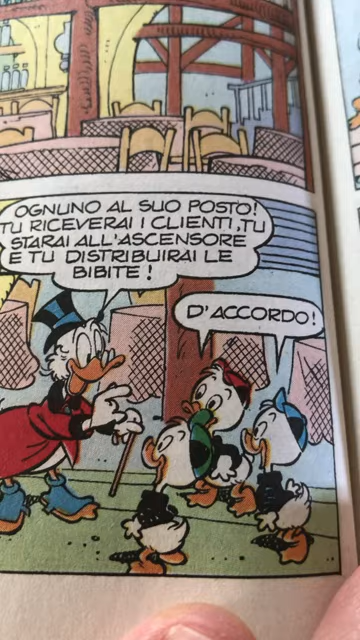 OGNUNO AL SUO POSTO!
TU RICEVERAI I CLIENTI, TU
STARAI ALL'ASCENSORE
E TU DISTRIBUIRAI LE
BIBITE!
D'ACCORDO!